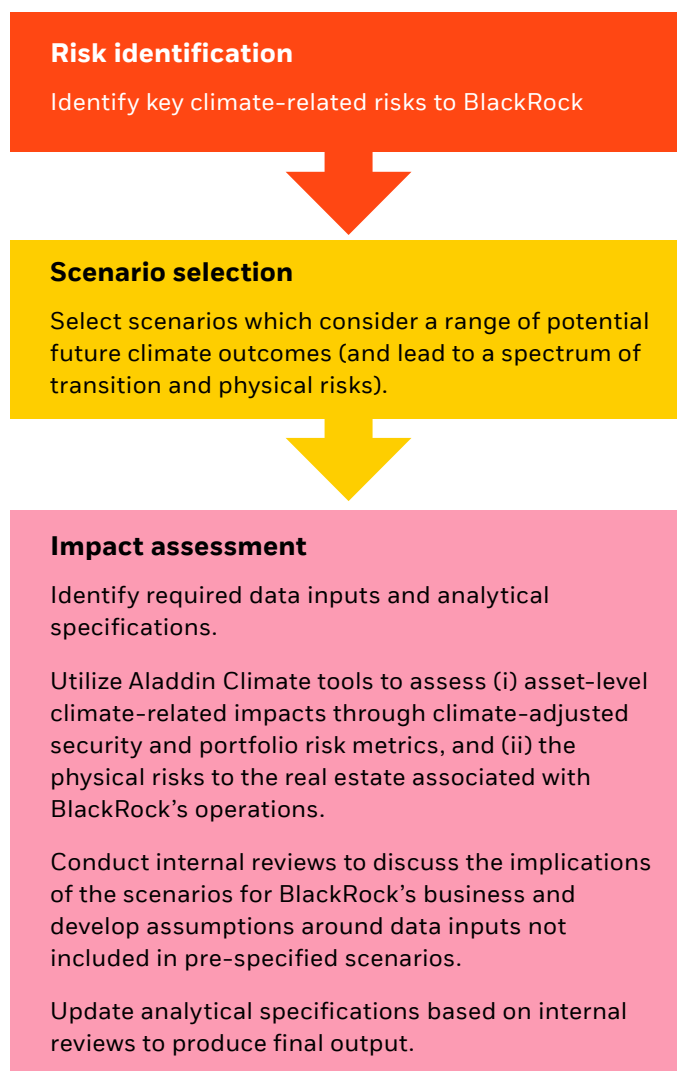 Risk identification
Identify key climate-related risks to BlackRock
Scenario selection
Select scenarios which consider a range of potential
future climate outcomes (and lead to a spectrum of
transition and physical risks).
Impact assessment
Identify required data inputs and analytical
specifications.
Utilize Aladdin Climate tools to assess (i) asset-level
climate-related impacts through climate-adjusted
security and portfolio risk metrics, and (ii) the
physical risks to the real estate associated with
BlackRock’s operations.
Conduct internal reviews to discuss the implications
of the scenarios for BlackRock’s business and
develop assumptions around data inputs not
included in pre-specified scenarios.
Update analytical specifications based on internal
reviews to produce final output.